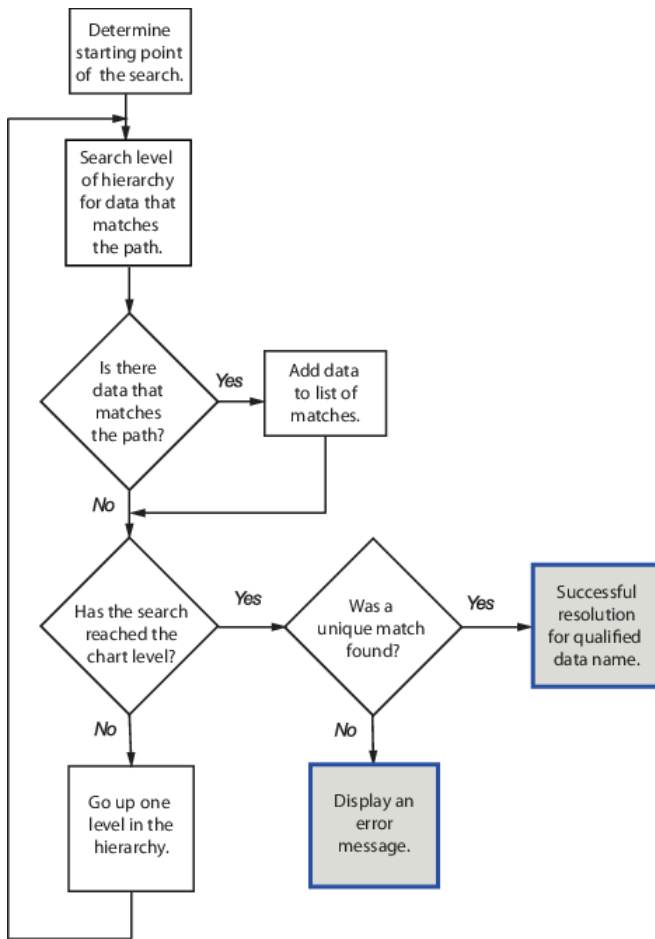 Determine
starting point
of the search.
Search level
of hierarchy
for data that
matches
the path.
Is there
data that
matches
the path?
Yes
Add data
to list of
matches.
No
Has the search
reached the
chart level?
Yes
Was a
unique match
found?
Yes
Successful
resolution
for qualified
data name.
No
Go up one
level in the
hierarchy.
No
Display an
error
message.